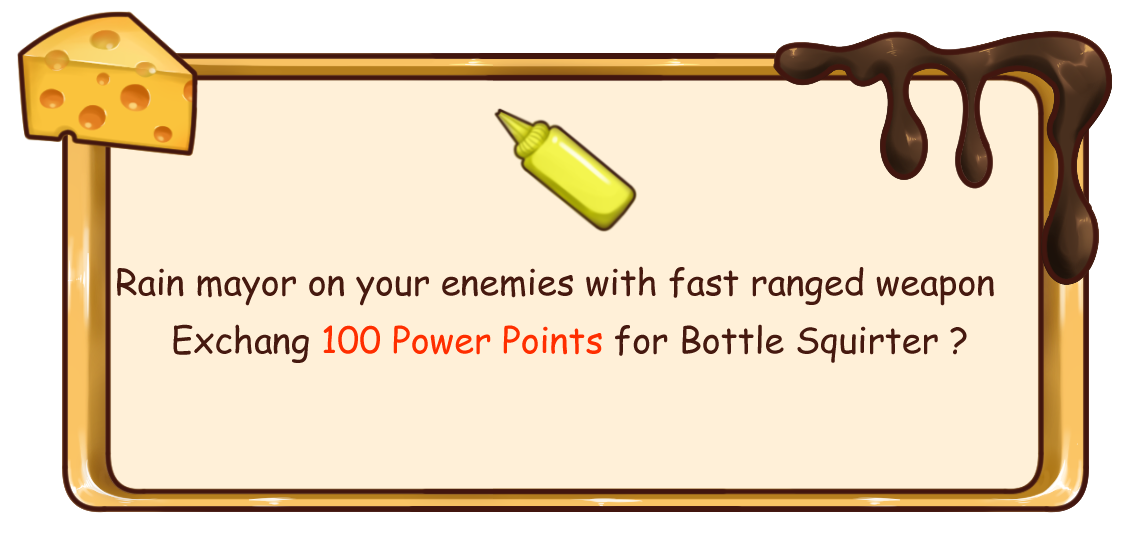 Rain mayor on your enemies with fast ranged weapon
Exchang 100 Power Points for Bottle Squirter ?